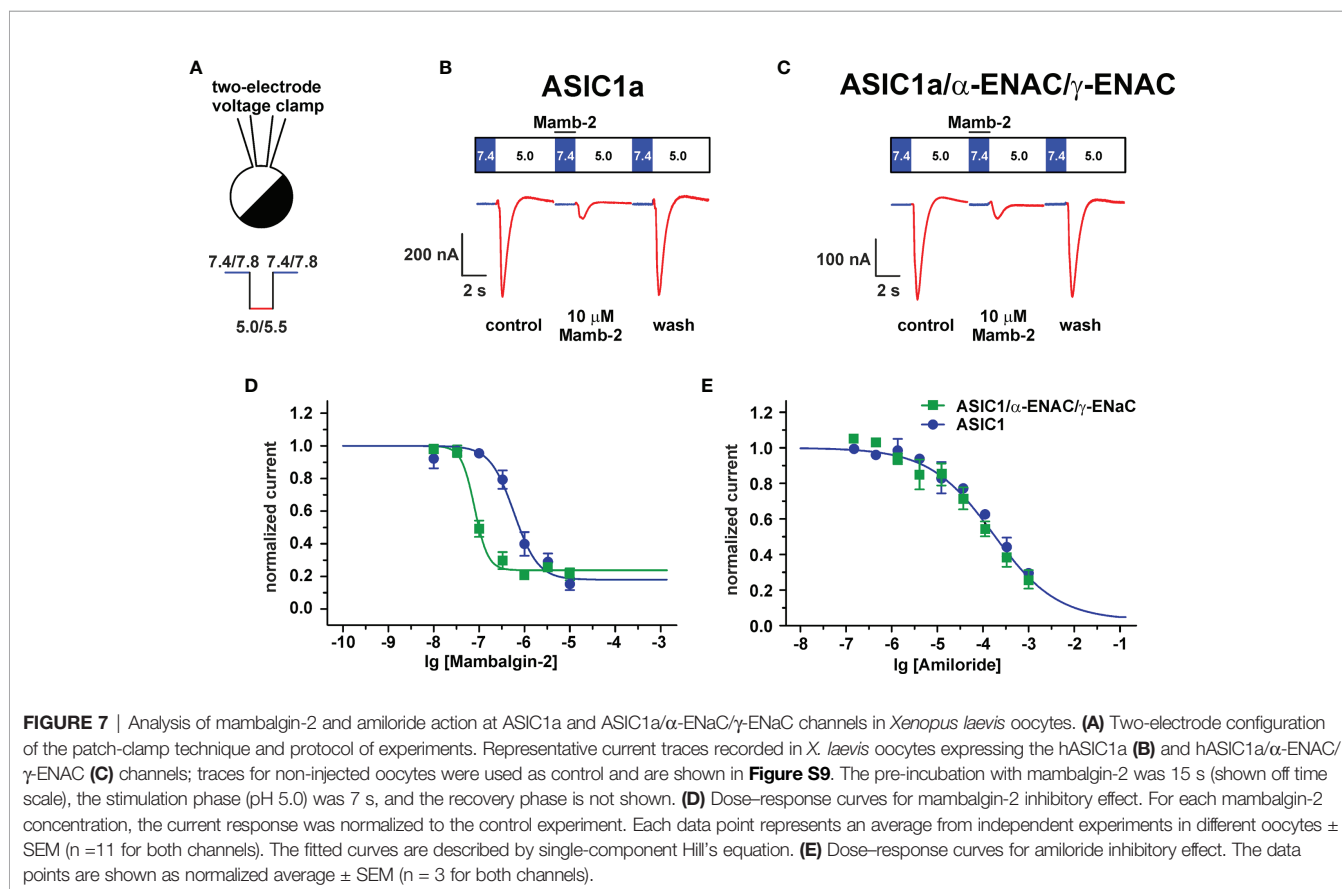 A
two-electrode
voltage clamp
7.4/7.8 7.4/7.8
5.0/5.5
B
ASIC1a
Mamb-2
7.4 5.0 7.4 5.0 7.4 5.0
200 nA
2 s
control
10 μM
Mamb-2
wash
C
ASIC1a/α-ENAC/γ-ENAC
Mamb-2
7.4 5.0 7.4 5.0 7.4 5.0
100 nA
2 s
control
10 μM
Mamb-2
wash
D
normalized current
1.2
1.0
0.8
0.6
0.4
0.2
0.0
-10 -9 -8 -7 -6 -5 -4 -3
lg [Mambalgin-2]
E
ASIC1/α-ENAC/γ-ENaC
ASIC1
normalized current
1.2
1.0
0.8
0.6
0.4
0.2
0.0
-8 -7 -6 -5 -4 -3 -2 -1
lg [Amiloride]
FIGURE 7 | Analysis of mambalgin-2 and amiloride action at ASIC1a and ASIC1a/α-ENaC/γ-ENaC channels in Xenopus laevis oocytes. (A) Two-electrode configuration
of the patch-clamp technique and protocol of experiments. Representative current traces recorded in X. laevis oocytes expressing the hASIC1a (B) and hASIC1a/α-ENAC/
γ-ENAC (C) channels; traces for non-injected oocytes were used as control and are shown in Figure S9. The pre-incubation with mambalgin-2 was 15 s (shown off time
scale), the stimulation phase (pH 5.0) was 7 s, and the recovery phase is not shown. (D) Dose–response curves for mambalgin-2 inhibitory effect. For each mambalgin-2
concentration, the current response was normalized to the control experiment. Each data point represents an average from independent experiments in different oocytes ±
SEM (n =11 for both channels). The fitted curves are described by single-component Hill's equation. (E) Dose–response curves for amiloride inhibitory effect. The data
points are shown as normalized average ± SEM (n = 3 for both channels).